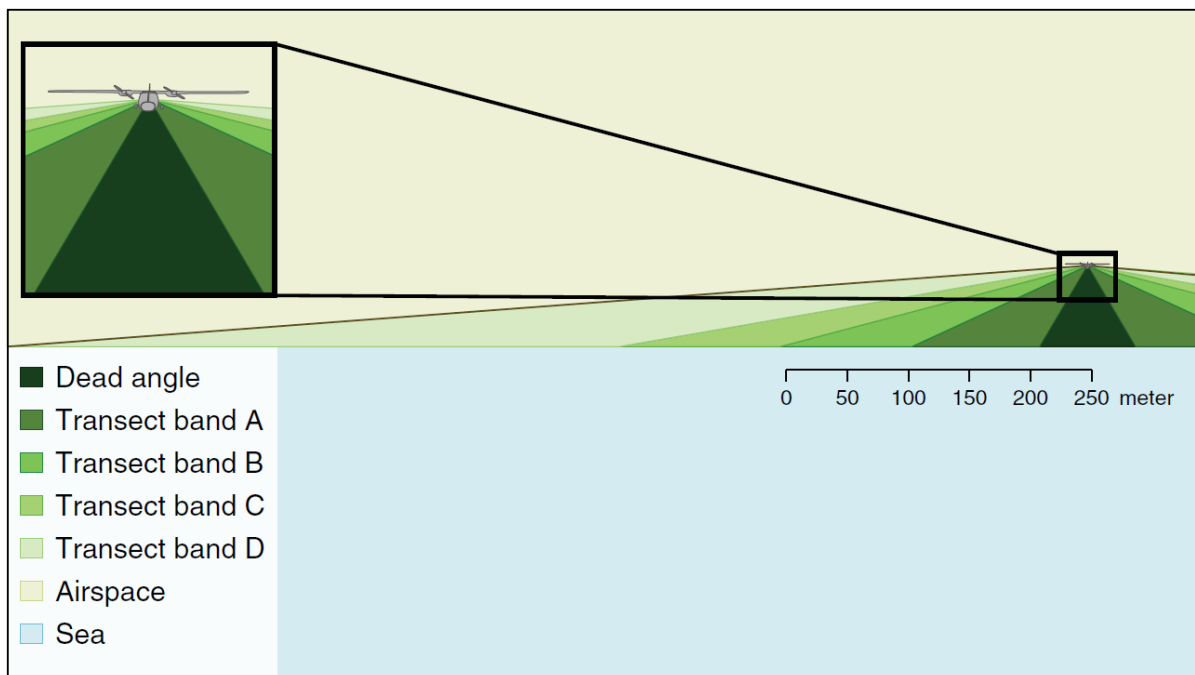 Dead angle
Transect band A
Transect band B
Transect band C
Transect band D
Airspace
Sea
0 50 100 150 200 250 meter